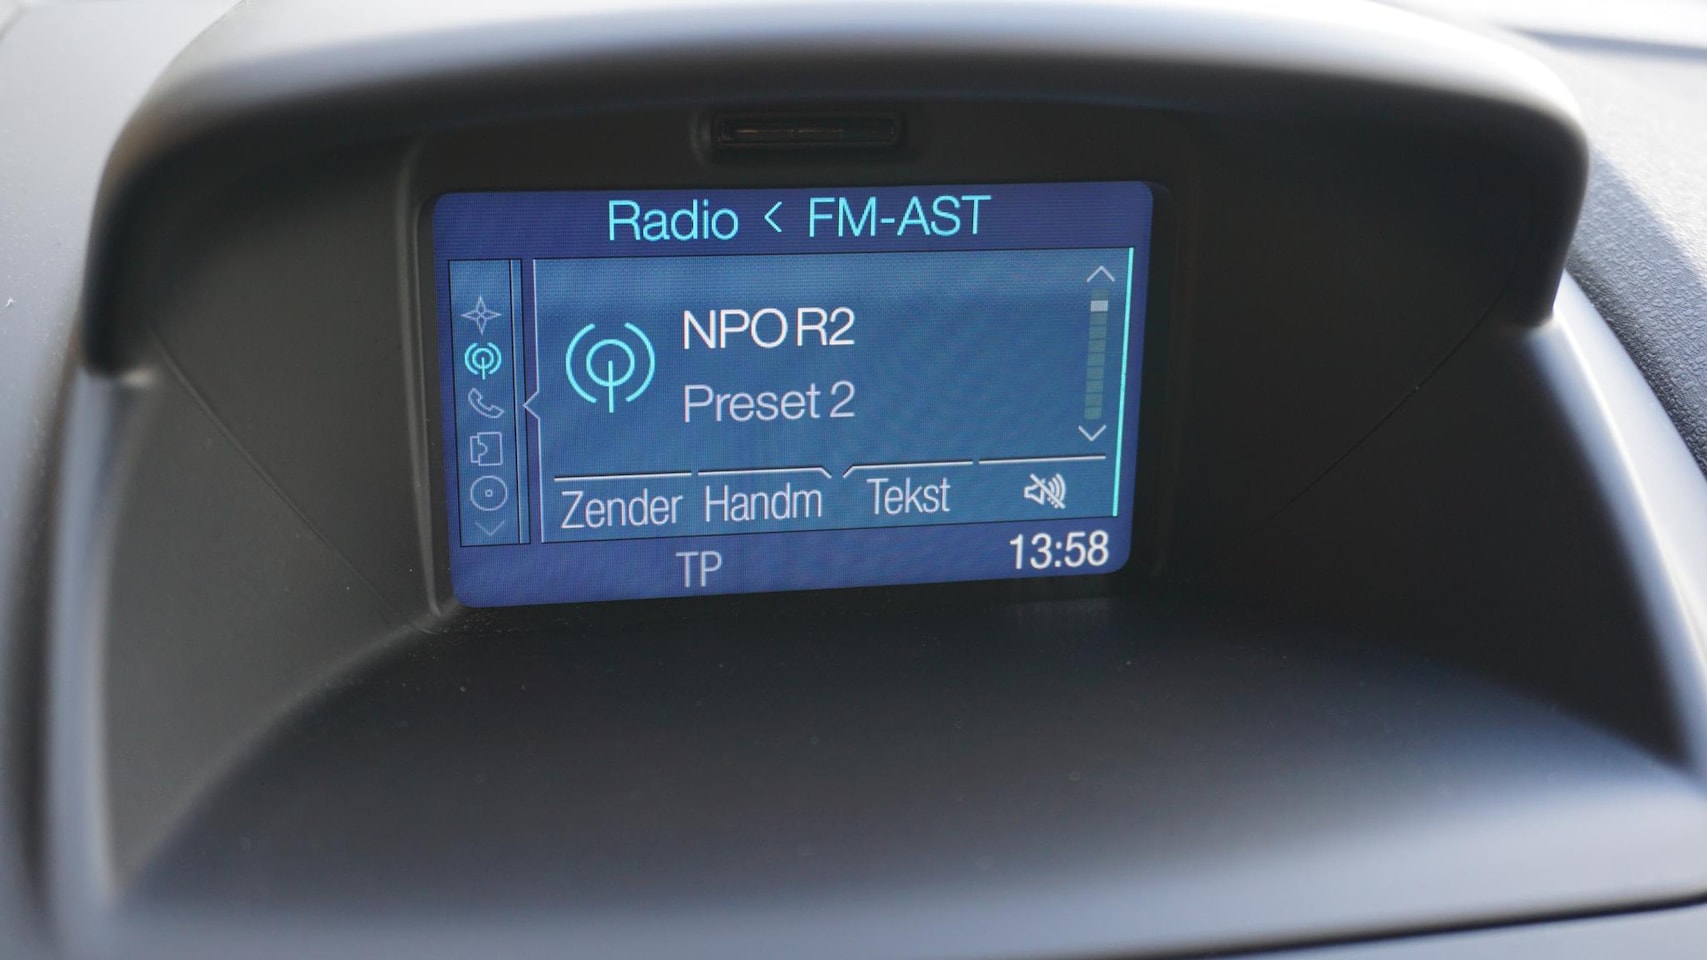 Radio < FM-AST
NPO R2
Preset 2
Zender Handm Tekst
TP 13:58